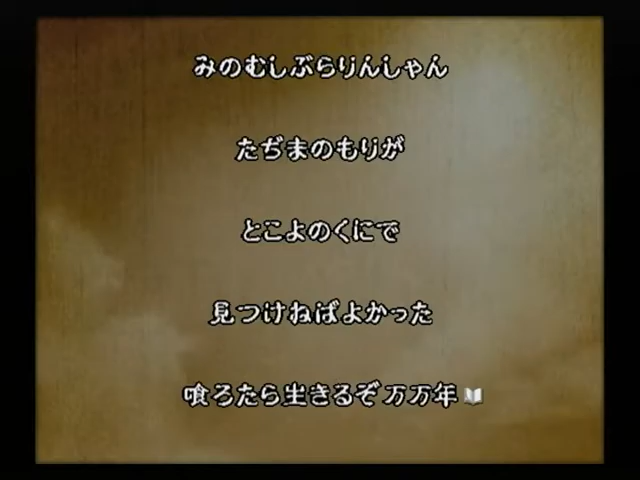 みのむしぶらりんしゃん
たぢまのもりが
とこよのくにで
見つけねばよかった
喰ろたら生きるぞ万万年